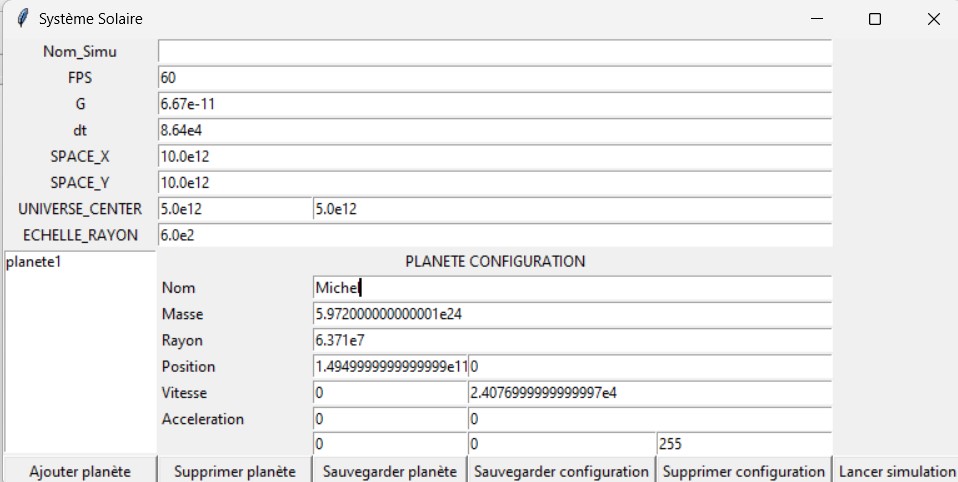 Système Solaire
Nom_Simu
FPS 60
G 6.67e-11
dt 8.64e4
SPACE_X 10.0e12
SPACE_Y 10.0e12
UNIVERSE_CENTER 5.0e12 5.0e12
ECHELLE_RAYON 6.0e2
planete1 PLANETE CONFIGURATION
Nom Michel
Masse 5.972000000000001e24
Rayon 6.371e7
Position 1.4949999999999999e11 0
Vitesse 0 2.4076999999999997e4
Acceleration 0 0
0 0 255
Ajouter planète Supprimer planète Sauvegarder planète Sauvegarder configuration Supprimer configuration Lancer simulation